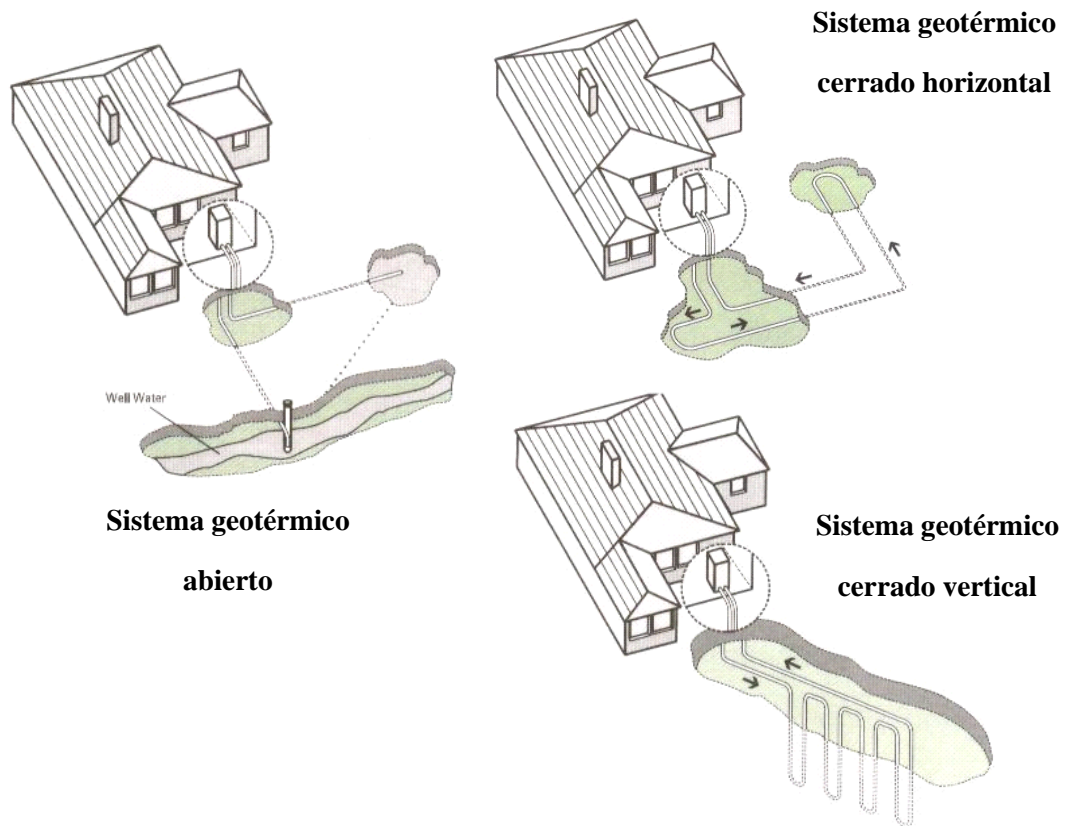 Sistema geotérmico
cerrado horizontal
Well Water
Sistema geotérmico
abierto
Sistema geotérmico
cerrado vertical